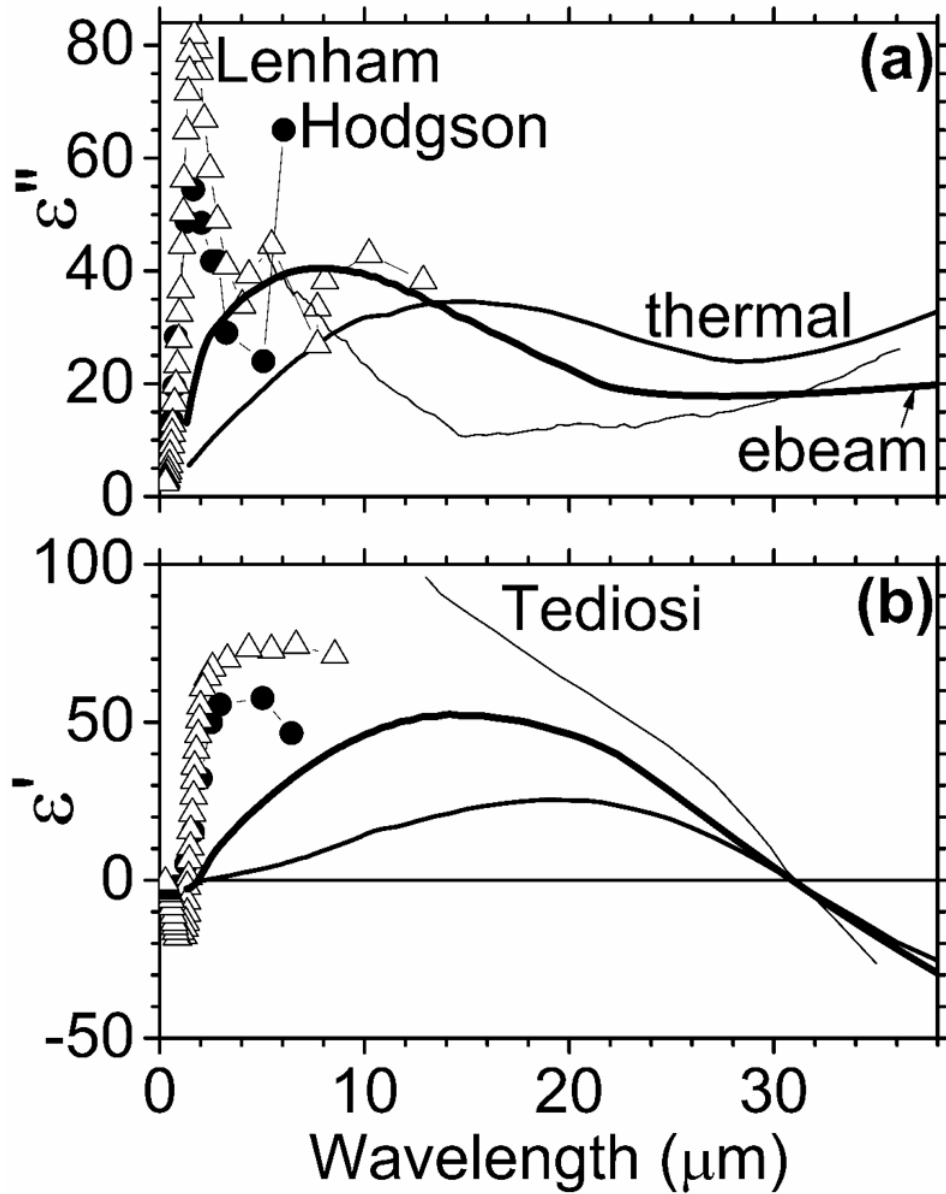 80
60
40
20
0
ε"
(a)
Lenham
Hodgson
thermal
ebeam
100
50
0
-50
ε'
(b)
Tediosi
0
10
20
30
Wavelength (μm)